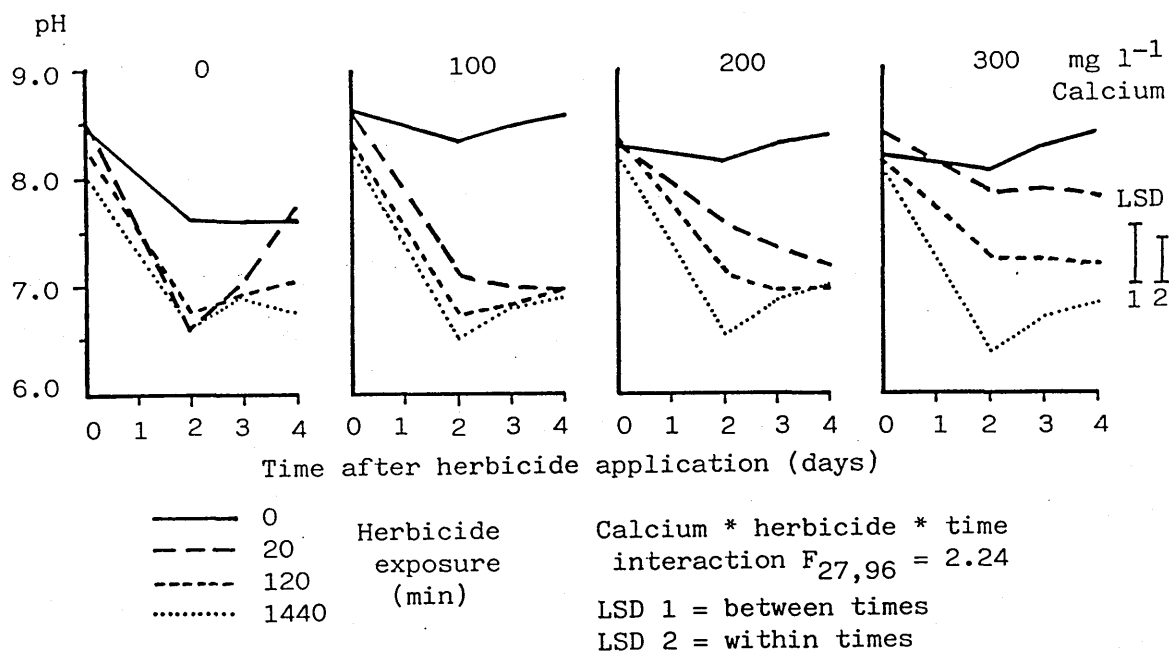 pH
0 100 200 300 mg l⁻¹
Calcium
9.0
8.0
7.0
6.0
LSD
1 2
0 1 2 3 4 0 1 2 3 4 0 1 2 3 4 0 1 2 3 4
Time after herbicide application (days)
0
20
120
1440
Herbicide
exposure
(min)
Calcium * herbicide * time
interaction F27,96 = 2.24
LSD 1 = between times
LSD 2 = within times